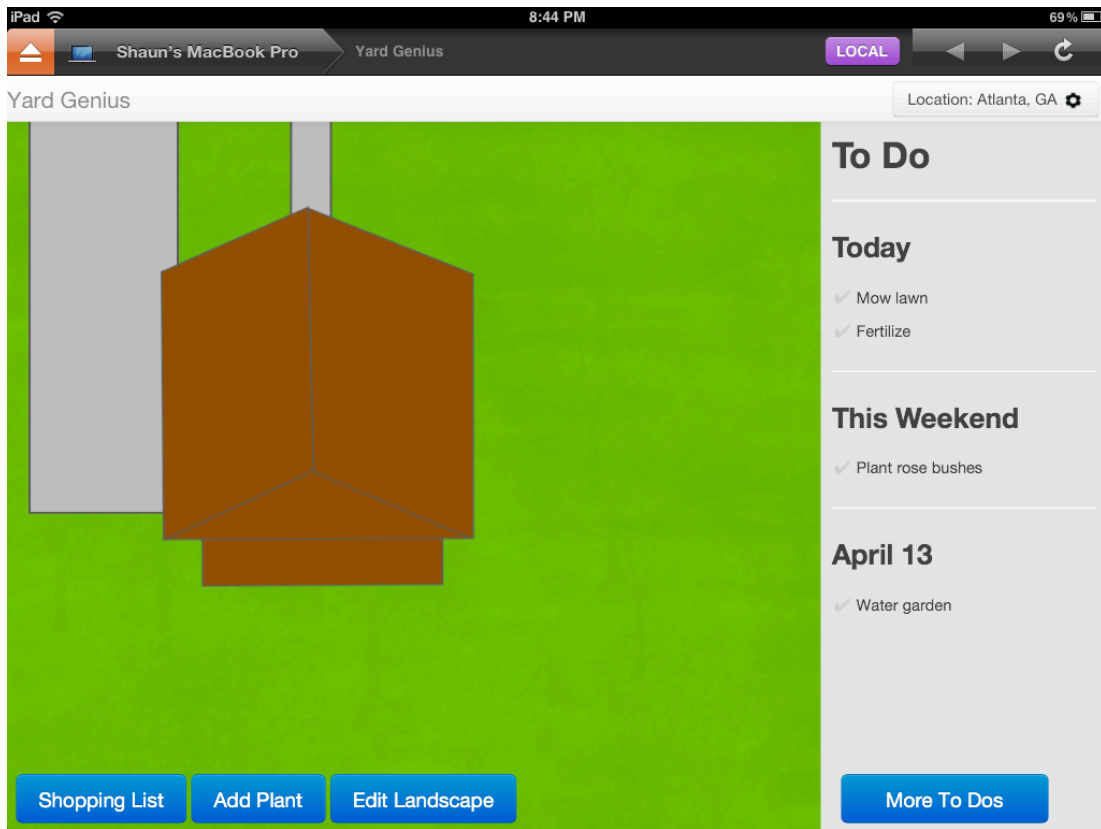 iPad 8:44 PM 69%
Shaun's MacBook Pro Yard Genius LOCAL
Yard Genius Location: Atlanta, GA
To Do
Today
Mow lawn
Fertilize
This Weekend
Plant rose bushes
April 13
Water garden
Shopping List Add Plant Edit Landscape More To Dos